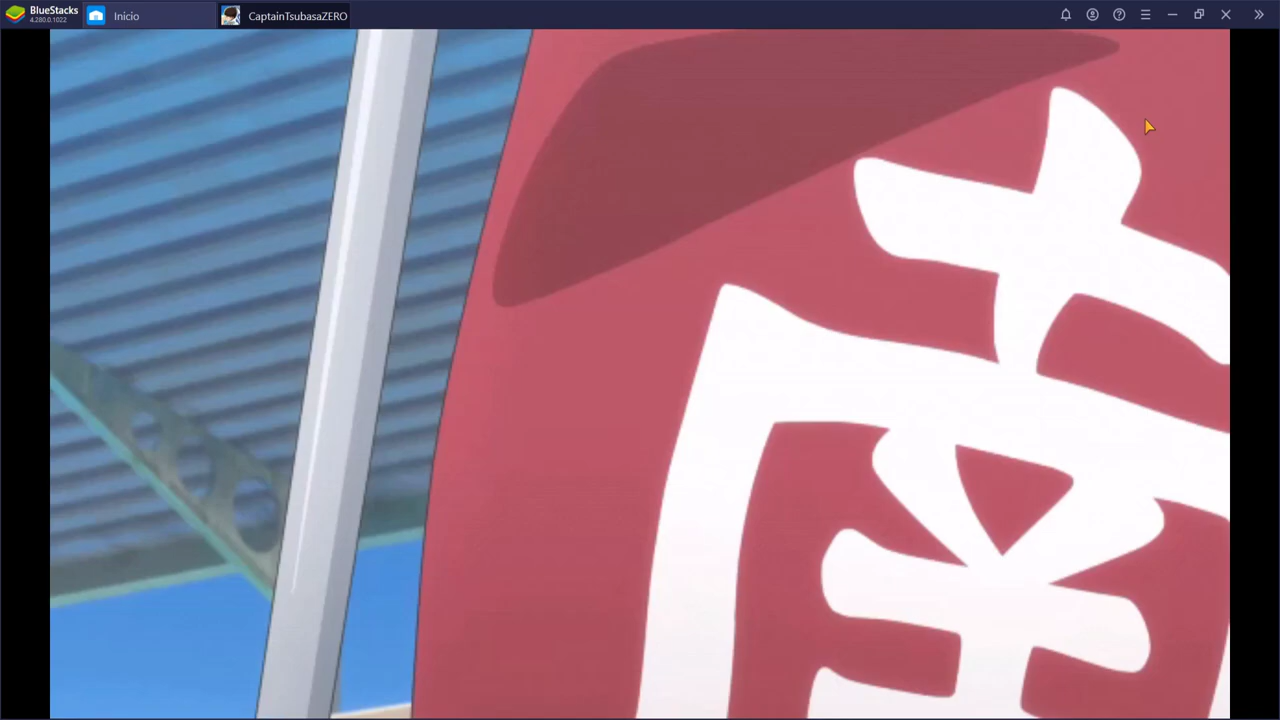 BlueStacks
4.280.0.1022
Inicio
CaptainTsubasaZERO
南